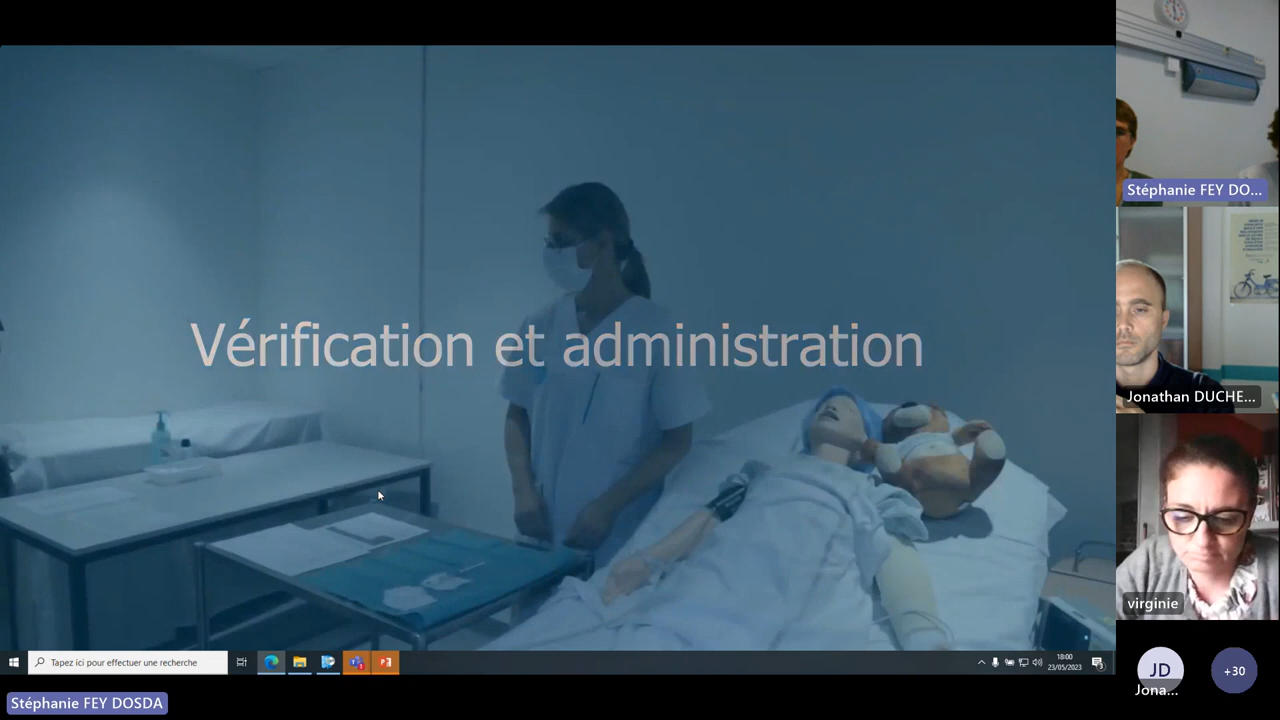 Vérification et administration
Stéphanie FEY DO...
Jonathan DUCHE...
virginie
JD
Jona...
+30
Tapez ici pour effectuer une recherche
18:00
23/05/2023
Stéphanie FEY DOSDA